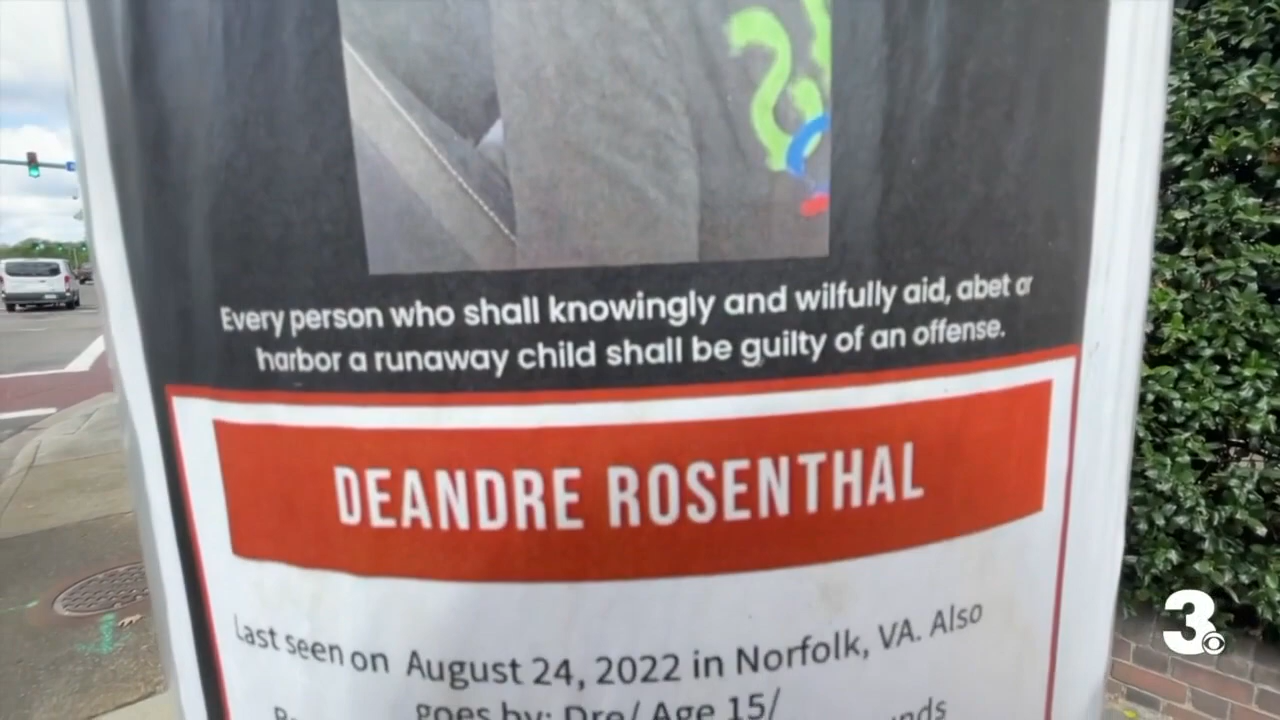 Every person who shall knowingly and wilfully aid, abet or
harbor a runaway child shall be guilty of an offense.
DEANDRE ROSENTHAL
Last seen on August 24, 2022 in Norfolk, VA. Also
goes by: Dre/ Age 15/
3